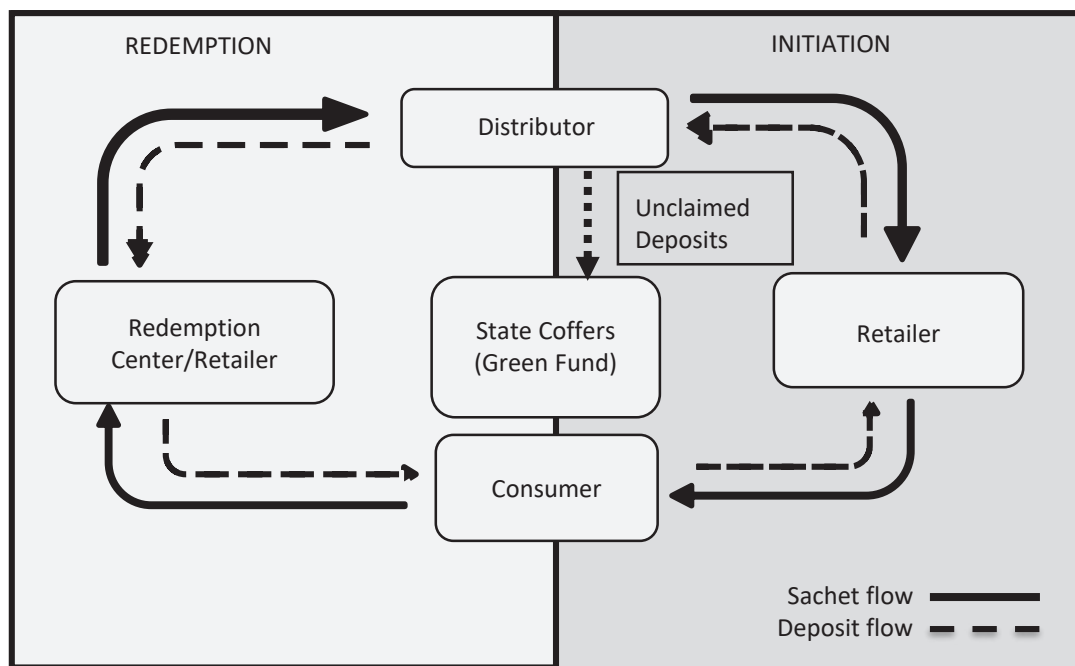 REDEMPTION
INITIATION
Distributor
Unclaimed
Deposits
Redemption
Center/Retailer
State Coffers
(Green Fund)
Retailer
Consumer
Sachet flow
Deposit flow